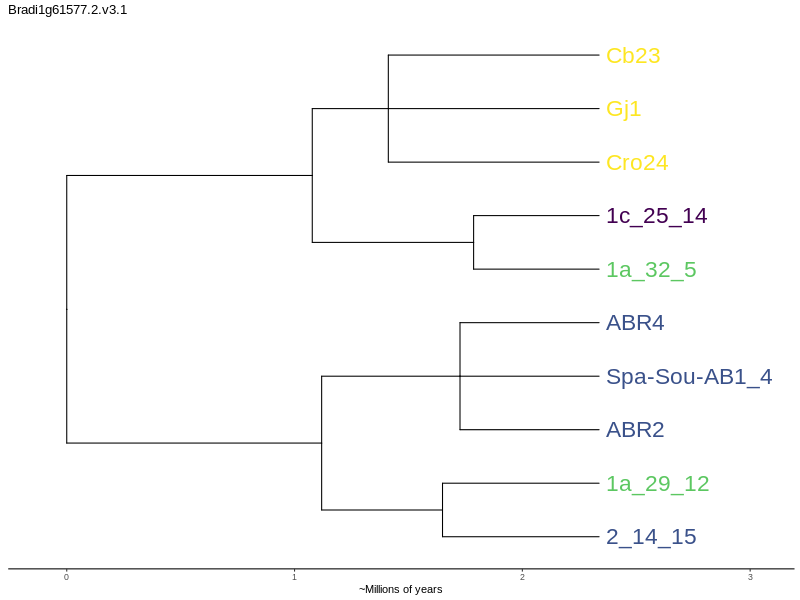 Bradi1g61577.2.v3.1
Cb23
Gj1
Cro24
1c_25_14
1a_32_5
ABR4
Spa-Sou-AB1_4
ABR2
1a_29_12
2_14_15
0 1 2 3
~Millions of years